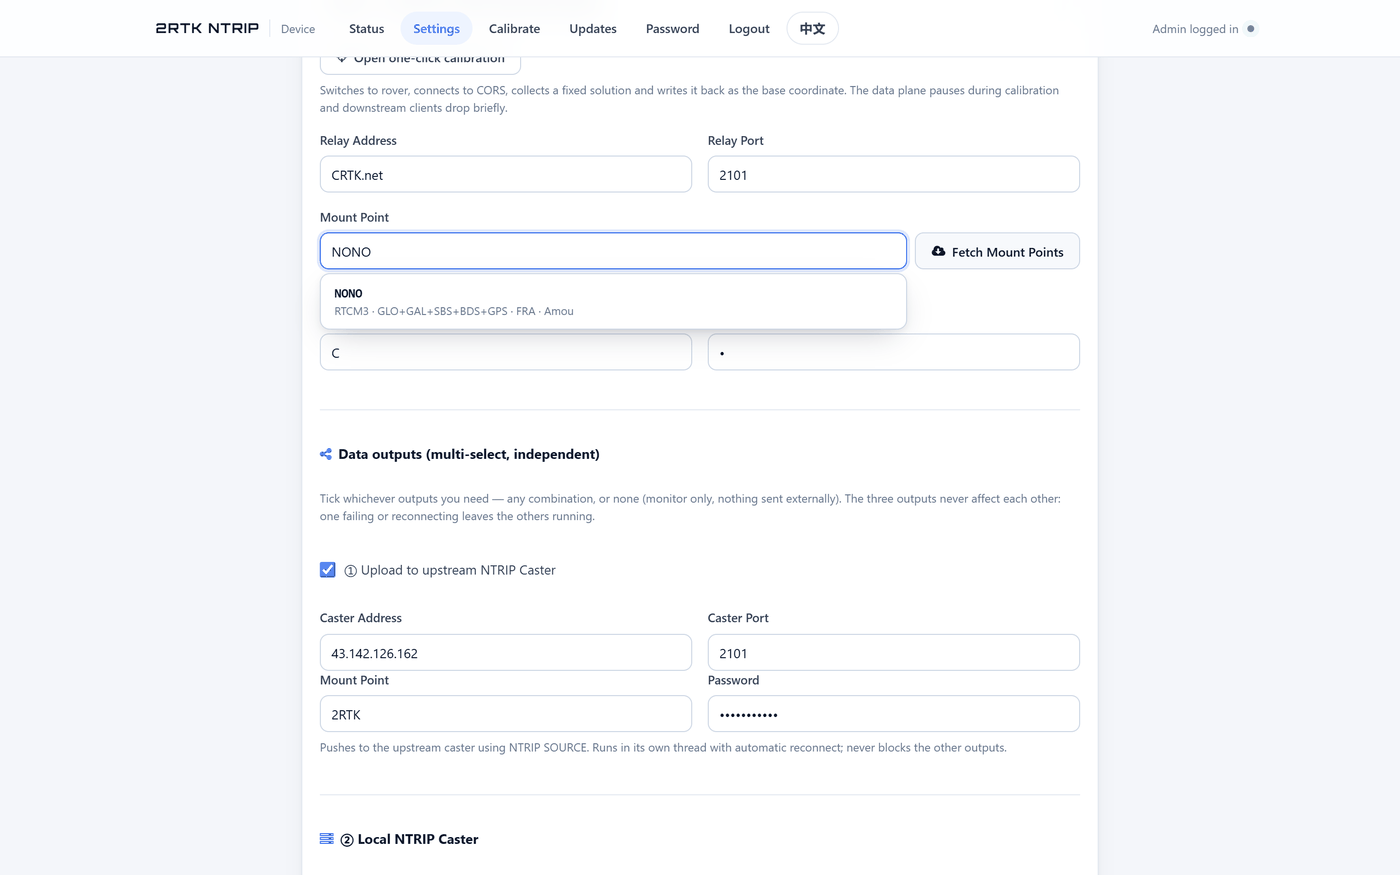 2RTK NTRIP Device Status Settings Calibrate Updates Password Logout 中文 Admin logged in
Open one-click calibration
Switches to rover, connects to CORS, collects a fixed solution and writes it back as the base coordinate. The data plane pauses during calibration
and downstream clients drop briefly.
Relay Address Relay Port
CRTK.net 2101
Mount Point
NONO Fetch Mount Points
NONO
RTCM3 · GLO+GAL+SBS+BDS+GPS · FRA · Amou
C •
Data outputs (multi-select, independent)
Tick whichever outputs you need — any combination, or none (monitor only, nothing sent externally). The three outputs never affect each other:
one failing or reconnecting leaves the others running.
① Upload to upstream NTRIP Caster
Caster Address Caster Port
43.142.126.162 2101
Mount Point Password
2RTK •••••••••••
Pushes to the upstream caster using NTRIP SOURCE. Runs in its own thread with automatic reconnect; never blocks the other outputs.
② Local NTRIP Caster